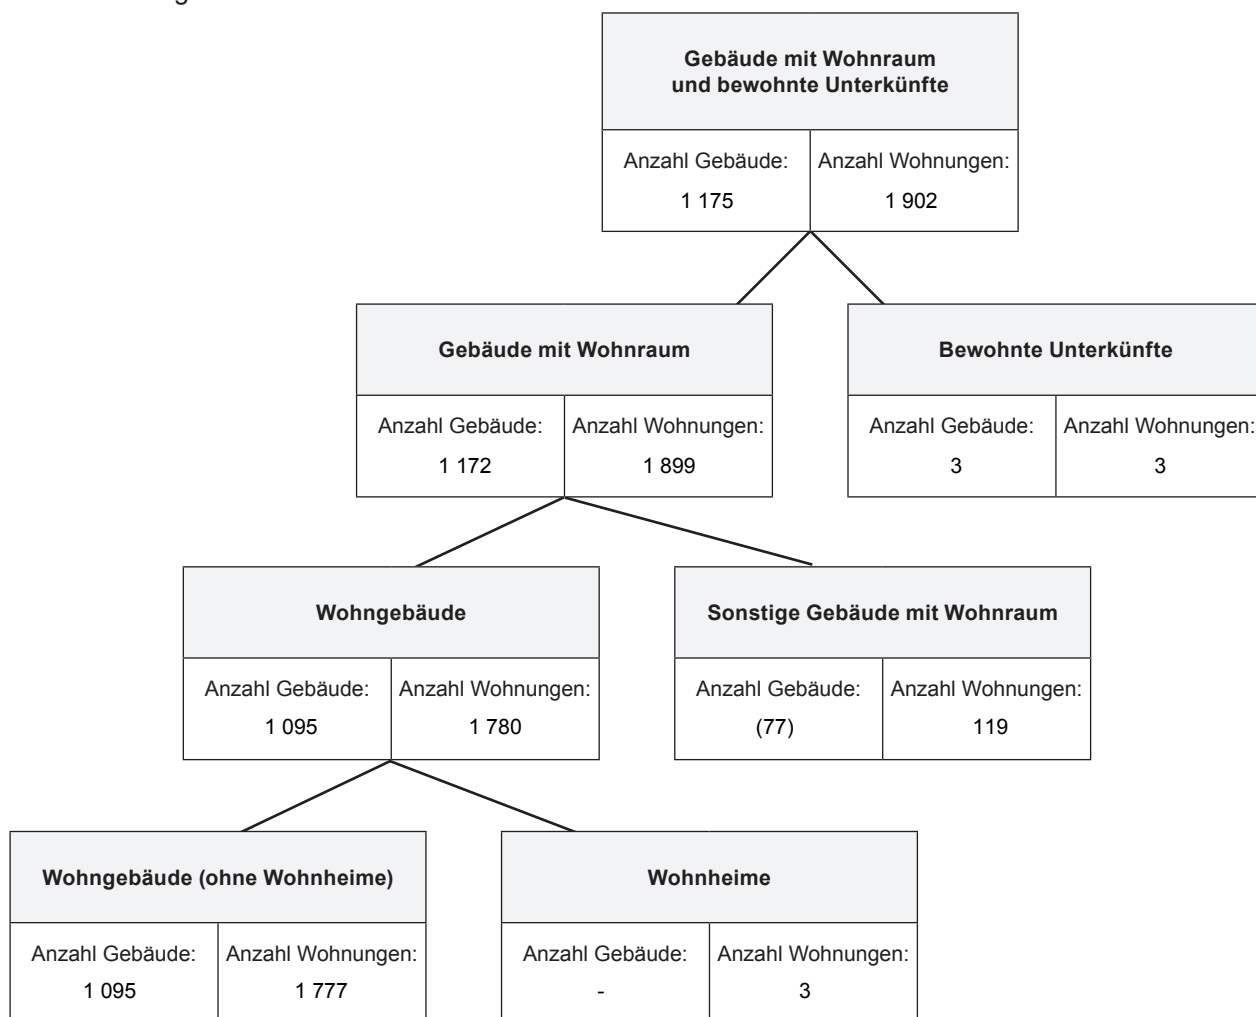 Gebäude mit Wohnraum
und bewohnte Unterkünfte
Anzahl Gebäude: Anzahl Wohnungen:
1 175 1 902
Gebäude mit Wohnraum Bewohnte Unterkünfte
Anzahl Gebäude: Anzahl Wohnungen: Anzahl Gebäude: Anzahl Wohnungen:
1 172 1 899 3 3
Wohngebäude Sonstige Gebäude mit Wohnraum
Anzahl Gebäude: Anzahl Wohnungen: Anzahl Gebäude: Anzahl Wohnungen:
1 095 1 780 (77) 119
Wohngebäude (ohne Wohnheime) Wohnheime
Anzahl Gebäude: Anzahl Wohnungen: Anzahl Gebäude: Anzahl Wohnungen:
1 095 1 777 - 3